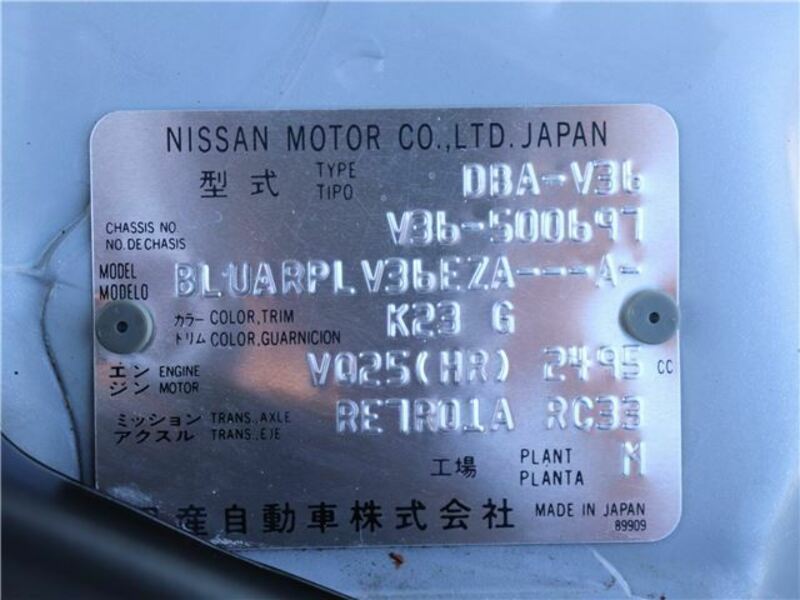 NISSAN MOTOR CO.,LTD. JAPAN
型式 TYPE TIPO DBA-V36
CHASSIS NO. NO. DE CHASIS V36-500697
MODEL MODELO BL UARPLV36EZA---A-
カラー トリム COLOR, TRIM COLOR, GUARNICION K23 G
エンジン ENGINE MOTOR VQ25(HR) 2495 CC
ミッション アクスル TRANS., AXLE TRANS., EJE RE7R01A RC33
工場 PLANT PLANTA M
日産自動車株式会社 MADE IN JAPAN
89909